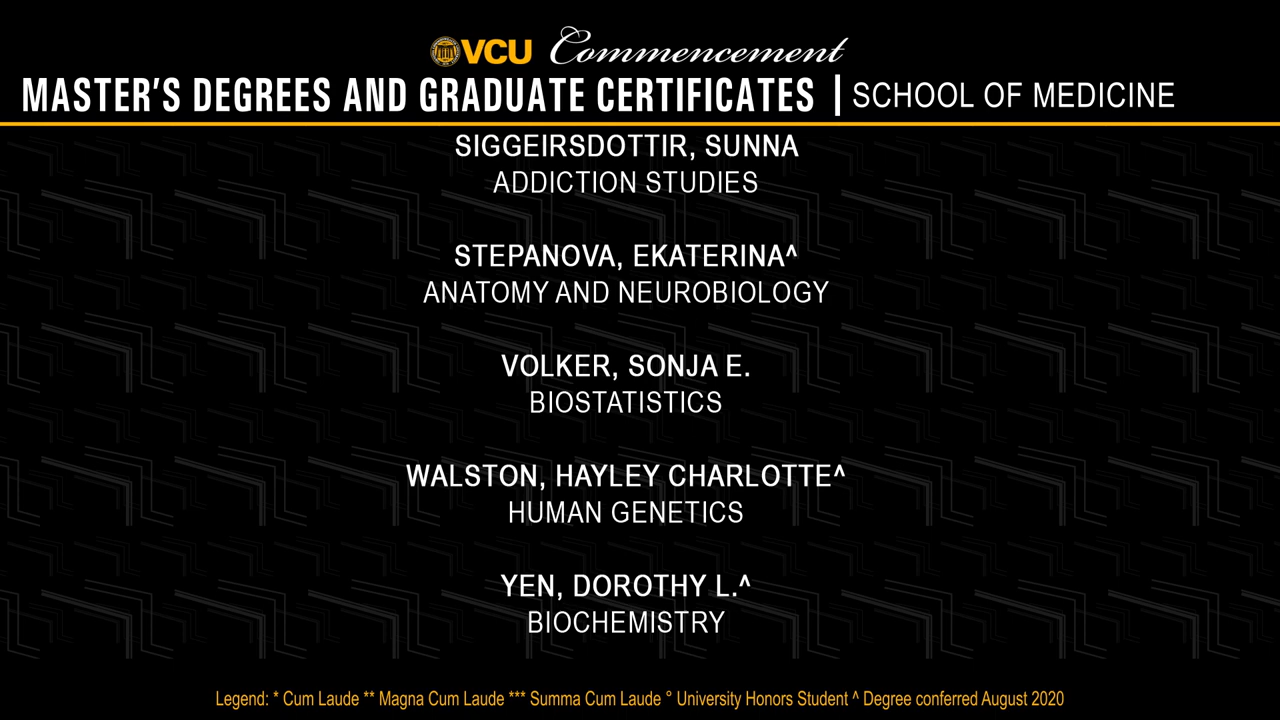 VCU Commencement
MASTER'S DEGREES AND GRADUATE CERTIFICATES | SCHOOL OF MEDICINE
SIGGEIRSDOTTIR, SUNNA
ADDICTION STUDIES
STEPANOVA, EKATERINA^
ANATOMY AND NEUROBIOLOGY
VOLKER, SONJA E.
BIOSTATISTICS
WALSTON, HAYLEY CHARLOTTE^
HUMAN GENETICS
YEN, DOROTHY L.^
BIOCHEMISTRY
Legend: * Cum Laude ** Magna Cum Laude *** Summa Cum Laude ° University Honors Student ^ Degree conferred August 2020